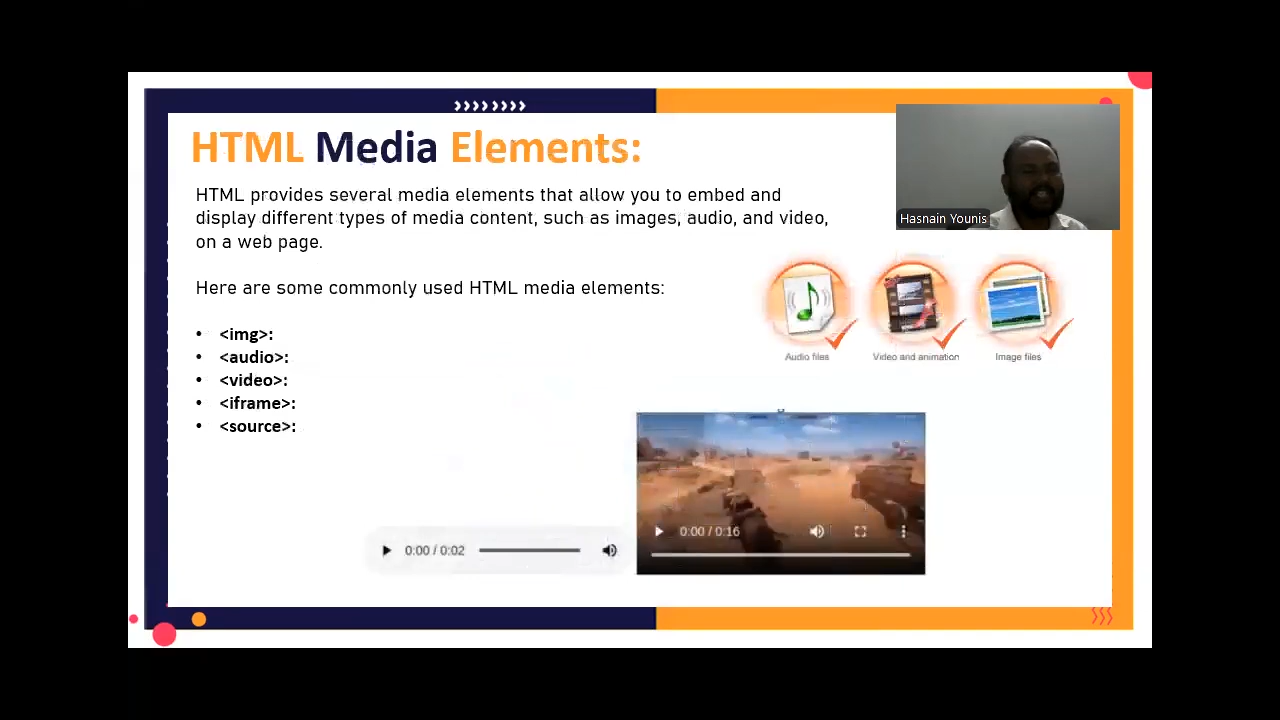 HTML Media Elements:
HTML provides several media elements that allow you to embed and
display different types of media content, such as images, audio, and video,
on a web page.
Here are some commonly used HTML media elements:
• <img>:
• <audio>:
• <video>:
• <iframe>:
• <source>:
Hasnain Younis
Audio files
Video and animation
Image files
0:00 / 0:02
0:00 / 0:16